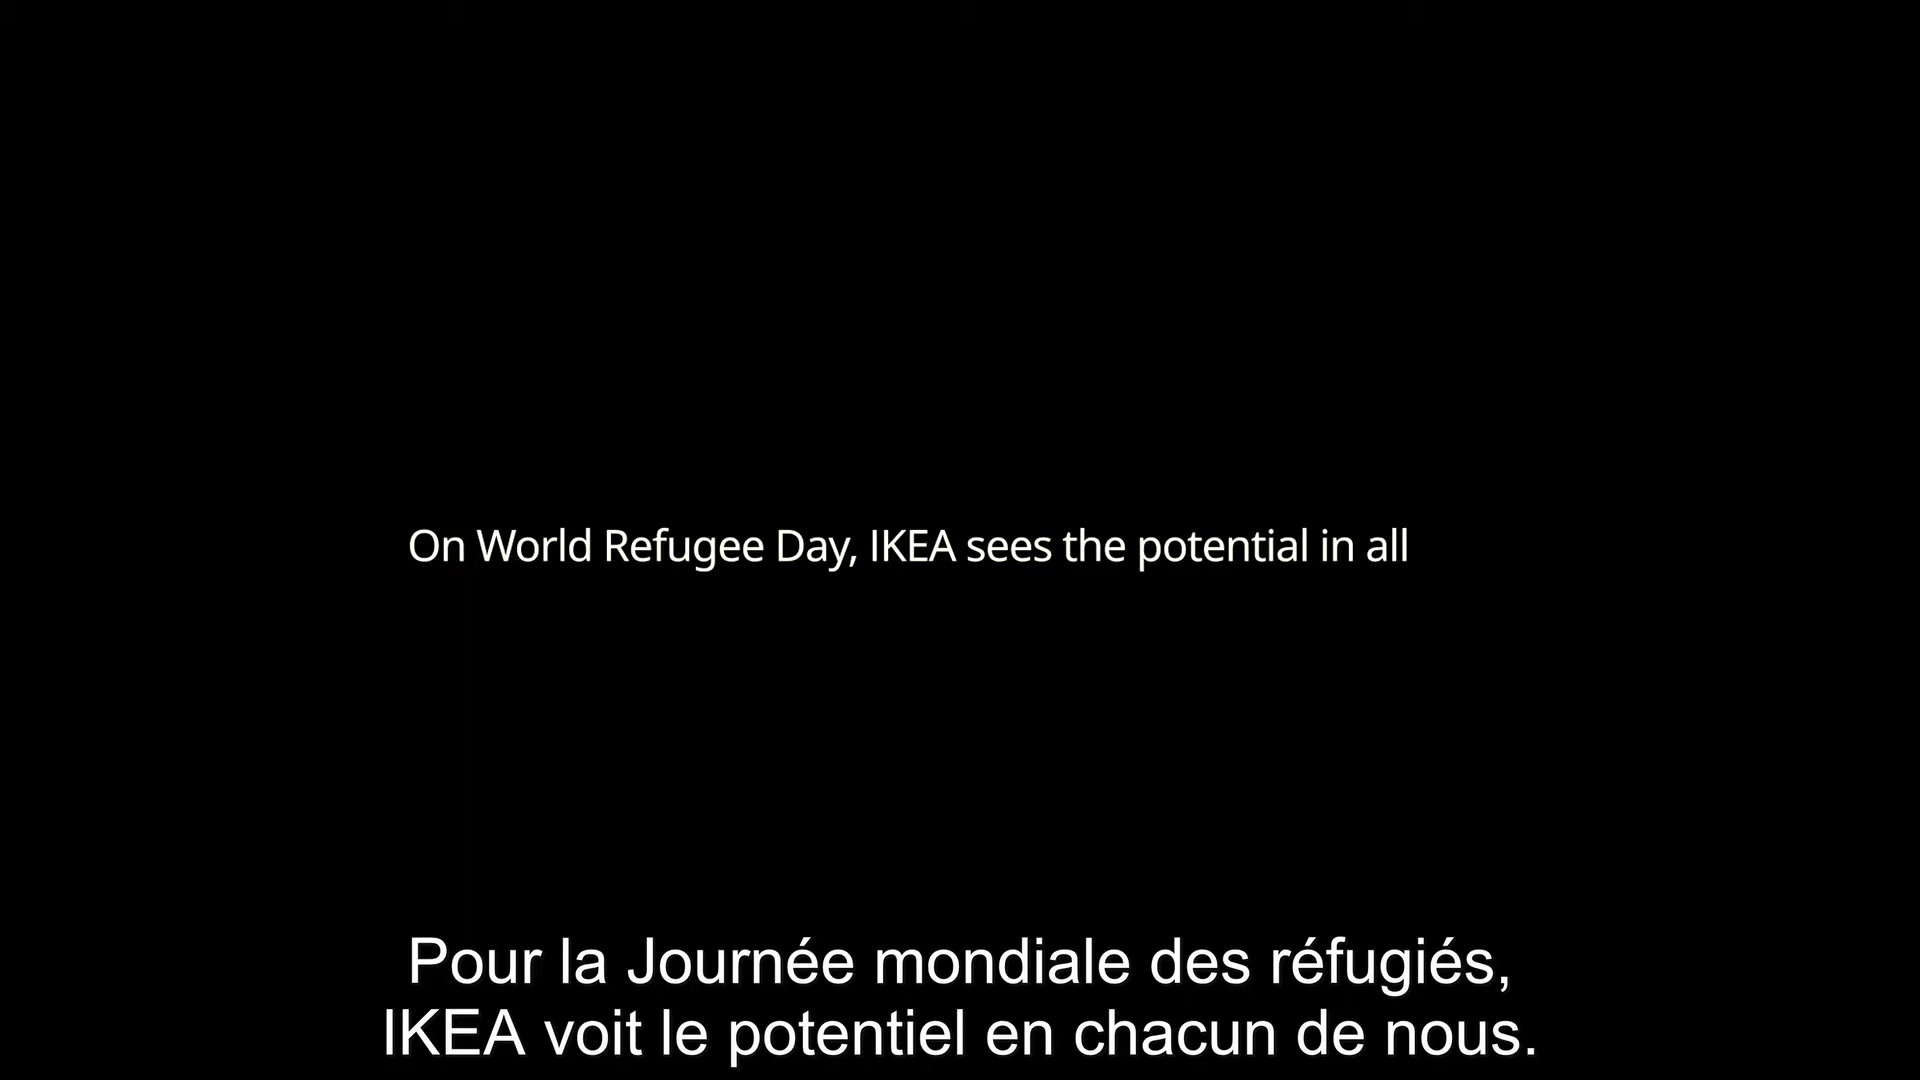 On World Refugee Day, IKEA sees the potential in all
Pour la Journée mondiale des réfugiés,
IKEA voit le potentiel en chacun de nous.